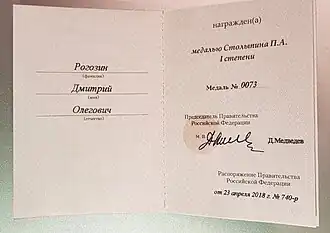 Рогозин
(фамилия)
Дмитрий
(имя)
Олегович
(отчество)
награжден(а)
медалью Столыпина П.А.
I степени
Медаль № 0073
Председатель Правительства
Российской Федерации
М.П.
Д.Медведев
Распоряжение Правительства
Российской Федерации
от 23 апреля 2018 г. № 740-р